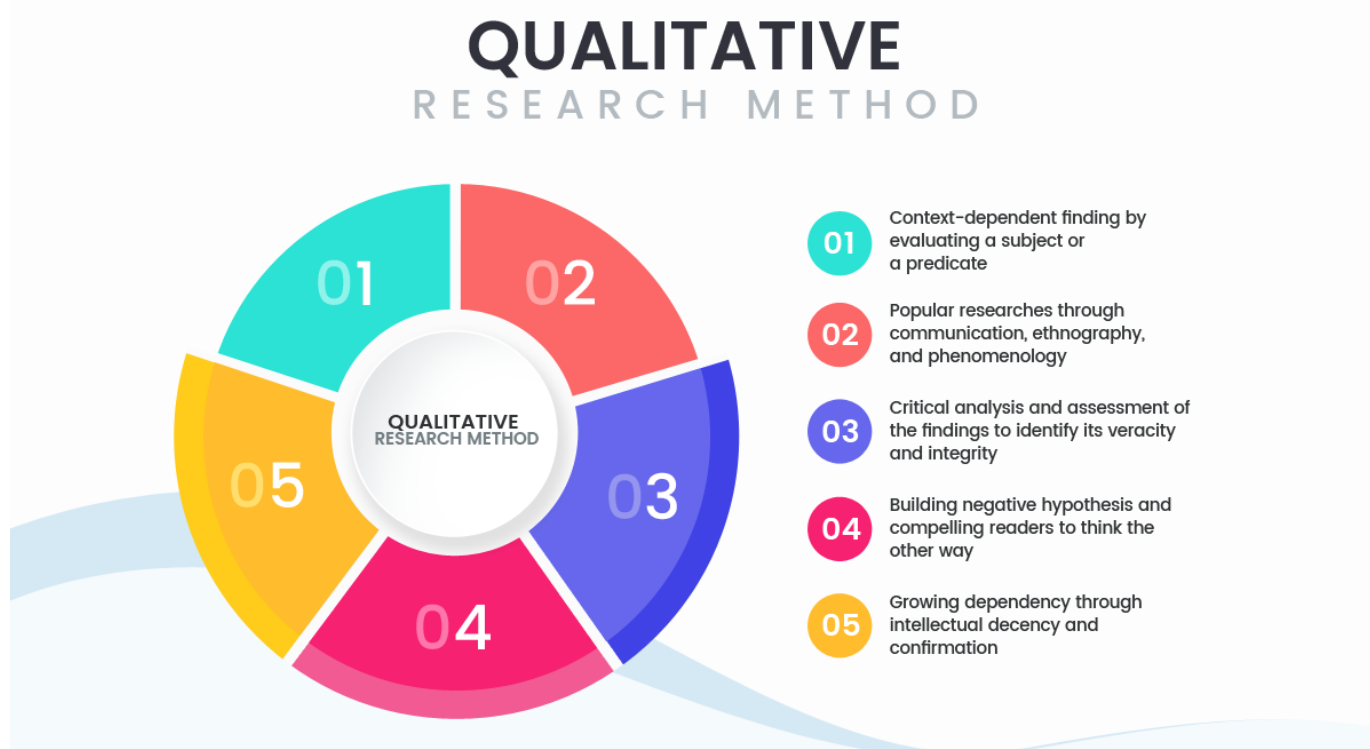 QUALITATIVE
RESEARCH METHOD
01
02
03
04
05
QUALITATIVE
RESEARCH METHOD
01
Context-dependent finding by
evaluating a subject or
a predicate
02
Popular researches through
communication, ethnography,
and phenomenology
03
Critical analysis and assessment of
the findings to identify its veracity
and integrity
04
Building negative hypothesis and
compelling readers to think the
other way
05
Growing dependency through
intellectual decency and
confirmation